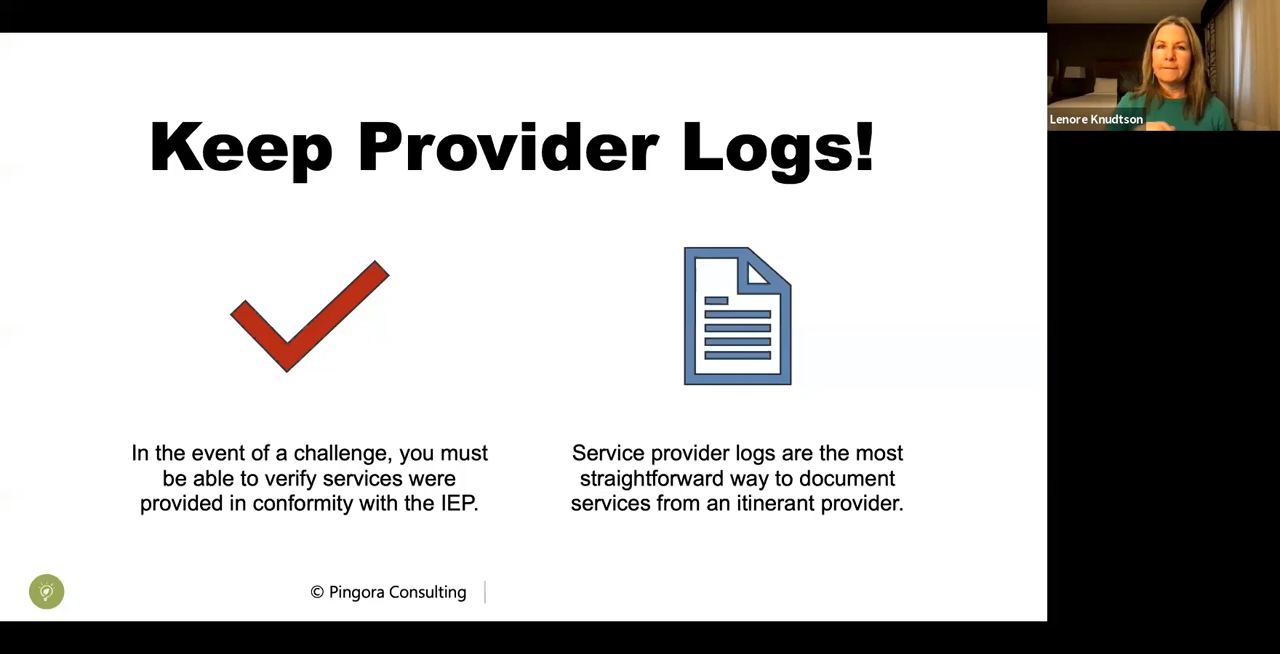 Keep Provider Logs!
Lenore Knudtson
In the event of a challenge, you must
be able to verify services were
provided in conformity with the IEP.
Service provider logs are the most
straightforward way to document
services from an itinerant provider.
© Pingora Consulting